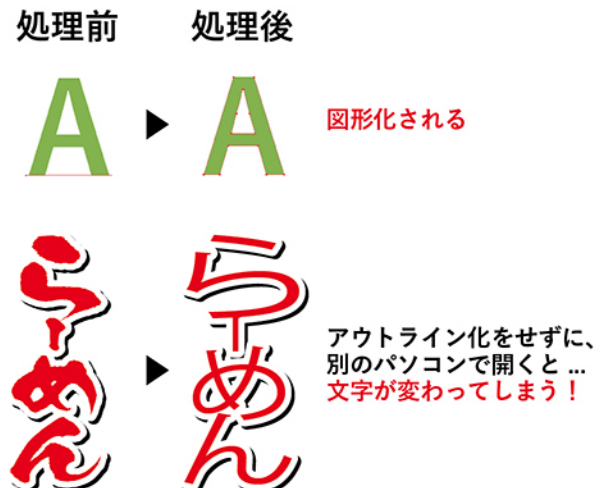 処理前
処理後
A
A
図形化される
らーめん
らーめん
アウトライン化をせずに、
別のパソコンで開くと...
文字が変わってしまう！